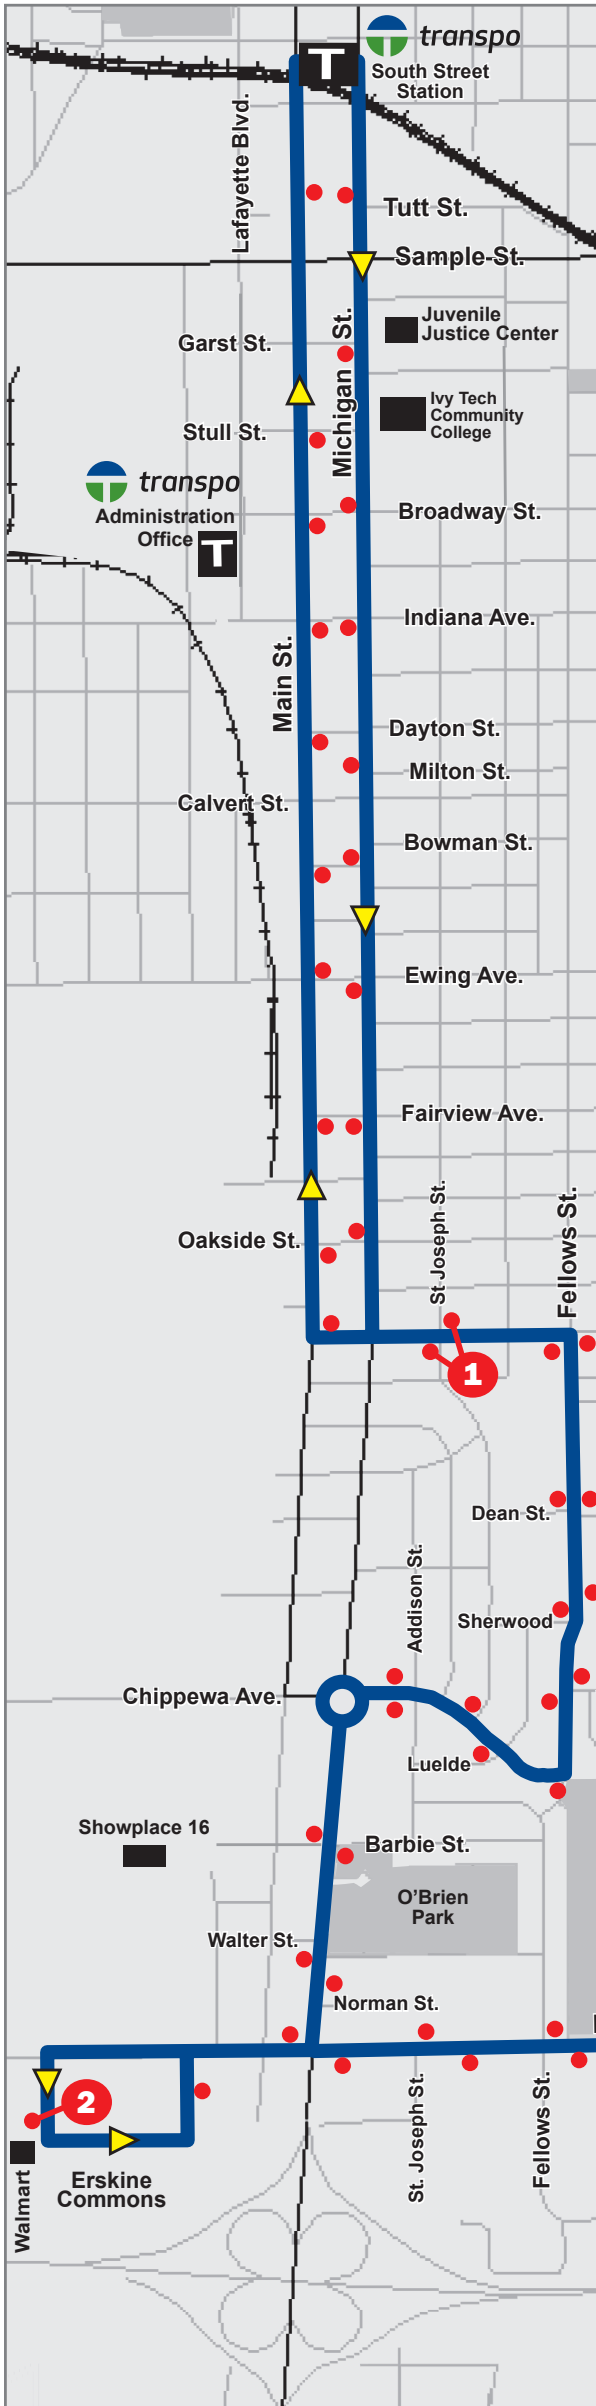 transpo
T
South Street
Station
Lafayette Blvd.
Tutt St.
Sample St.
Juvenile
Justice Center
Garst St.
Michigan St.
Ivy Tech
Community
College
Stull St.
transpo
Administration
Office
T
Broadway St.
Indiana Ave.
Main St.
Dayton St.
Milton St.
Calvert St.
Bowman St.
Ewing Ave.
Fairview Ave.
St Joseph St.
Fellows St.
Oakside St.
1
Dean St.
Addison St.
Sherwood
Chippewa Ave.
Luelde
Showplace 16
Barbie St.
O'Brien
Park
Walter St.
Norman St.
2
St. Joseph St.
Fellows St.
Walmart
Erskine
Commons